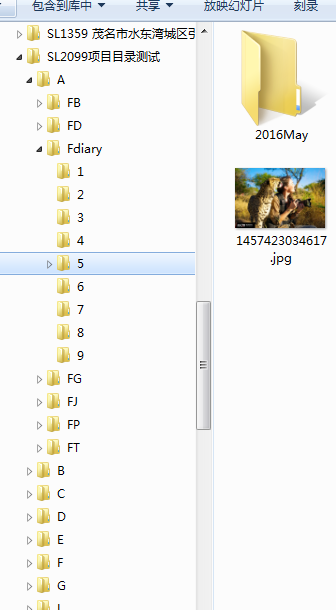 包含到库中 共享 放映幻灯片 刻录
SL1359 茂名市水东湾城区引
SL2099项目目录测试
A
FB
FD
Fdiary
1
2
3
4
5
6
7
8
9
FG
FJ
FP
FT
B
C
D
E
F
G
2016May
1457423034617
.jpg